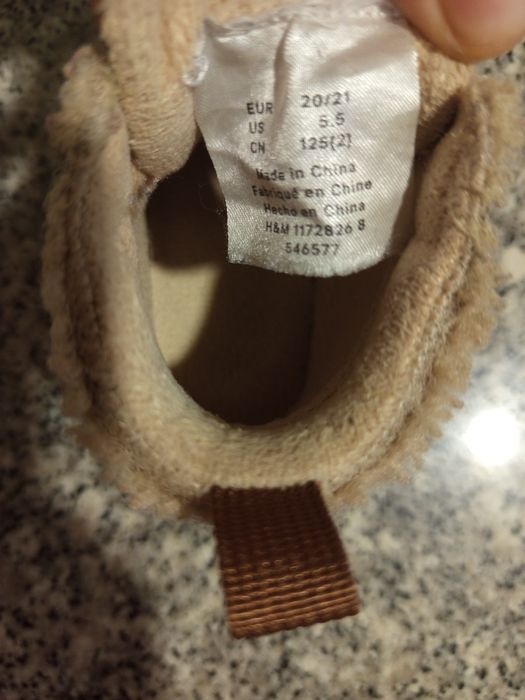 EUR 20/21
US 5.5
CN 125(2)
Made in China
Fabriqué en Chine
Hecho en China
H&M 1172826 8
546577